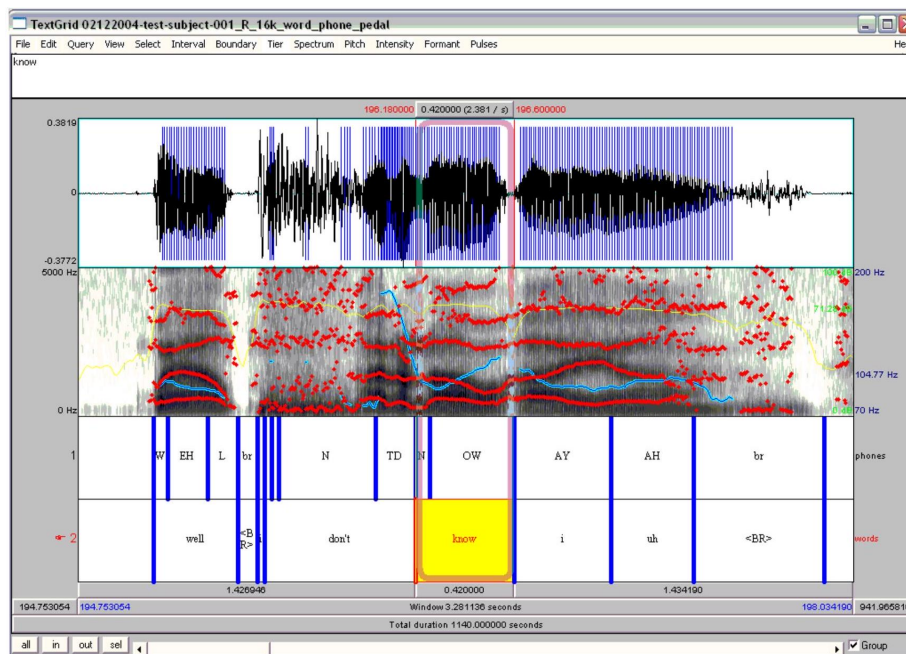 TextGrid 02122004-test-subject-001_R_16k_word_phone_pedal
File Edit Query View Select Interval Boundary Tier Spectrum Pitch Intensity Formant Pulses He
know
196.180000 0.420000 (2.381 / s) 196.600000
0.3819
0
-0.3772
5000 Hz 200 Hz
104.77 Hz
0 Hz 70 Hz
1 W EH L br N TD N OW AY AH br phones
2 well <BR> i don't know i uh <BR> words
1.426946 0.420000 1.434190
194.753054 194.753054 Window 3.281136 seconds 198.034190 941.965810
Total duration 1140.000000 seconds
all in out sel Group